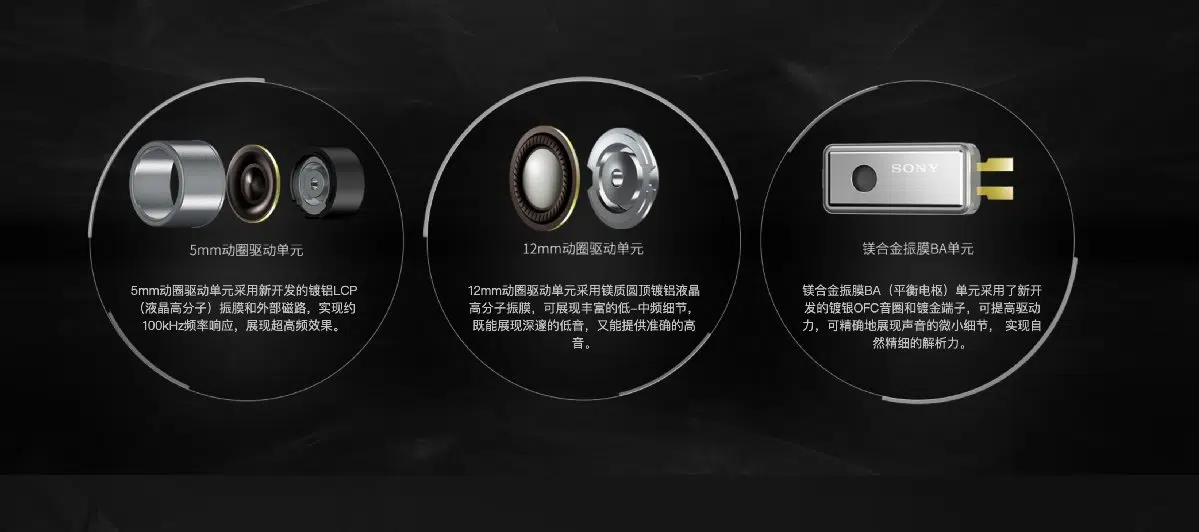 5mm动圈驱动单元
5mm动圈驱动单元采用新开发的镀铝LCP
（液晶高分子）振膜和外部磁路，实现约
100kHz频率响应，展现超高频效果。
12mm动圈驱动单元
12mm动圈驱动单元采用镁质圆顶镀铝液晶
高分子振膜，可展现丰富的低-中频细节，
既能展现深邃的低音，又能提供准确的高
音。
SONY
镁合金振膜BA单元
镁合金振膜BA（平衡电枢）单元采用了新开
发的镀银OFC音圈和镀金端子，可提高驱动
力，可精确地展现声音的微小细节， 实现自
然精细的解析力。